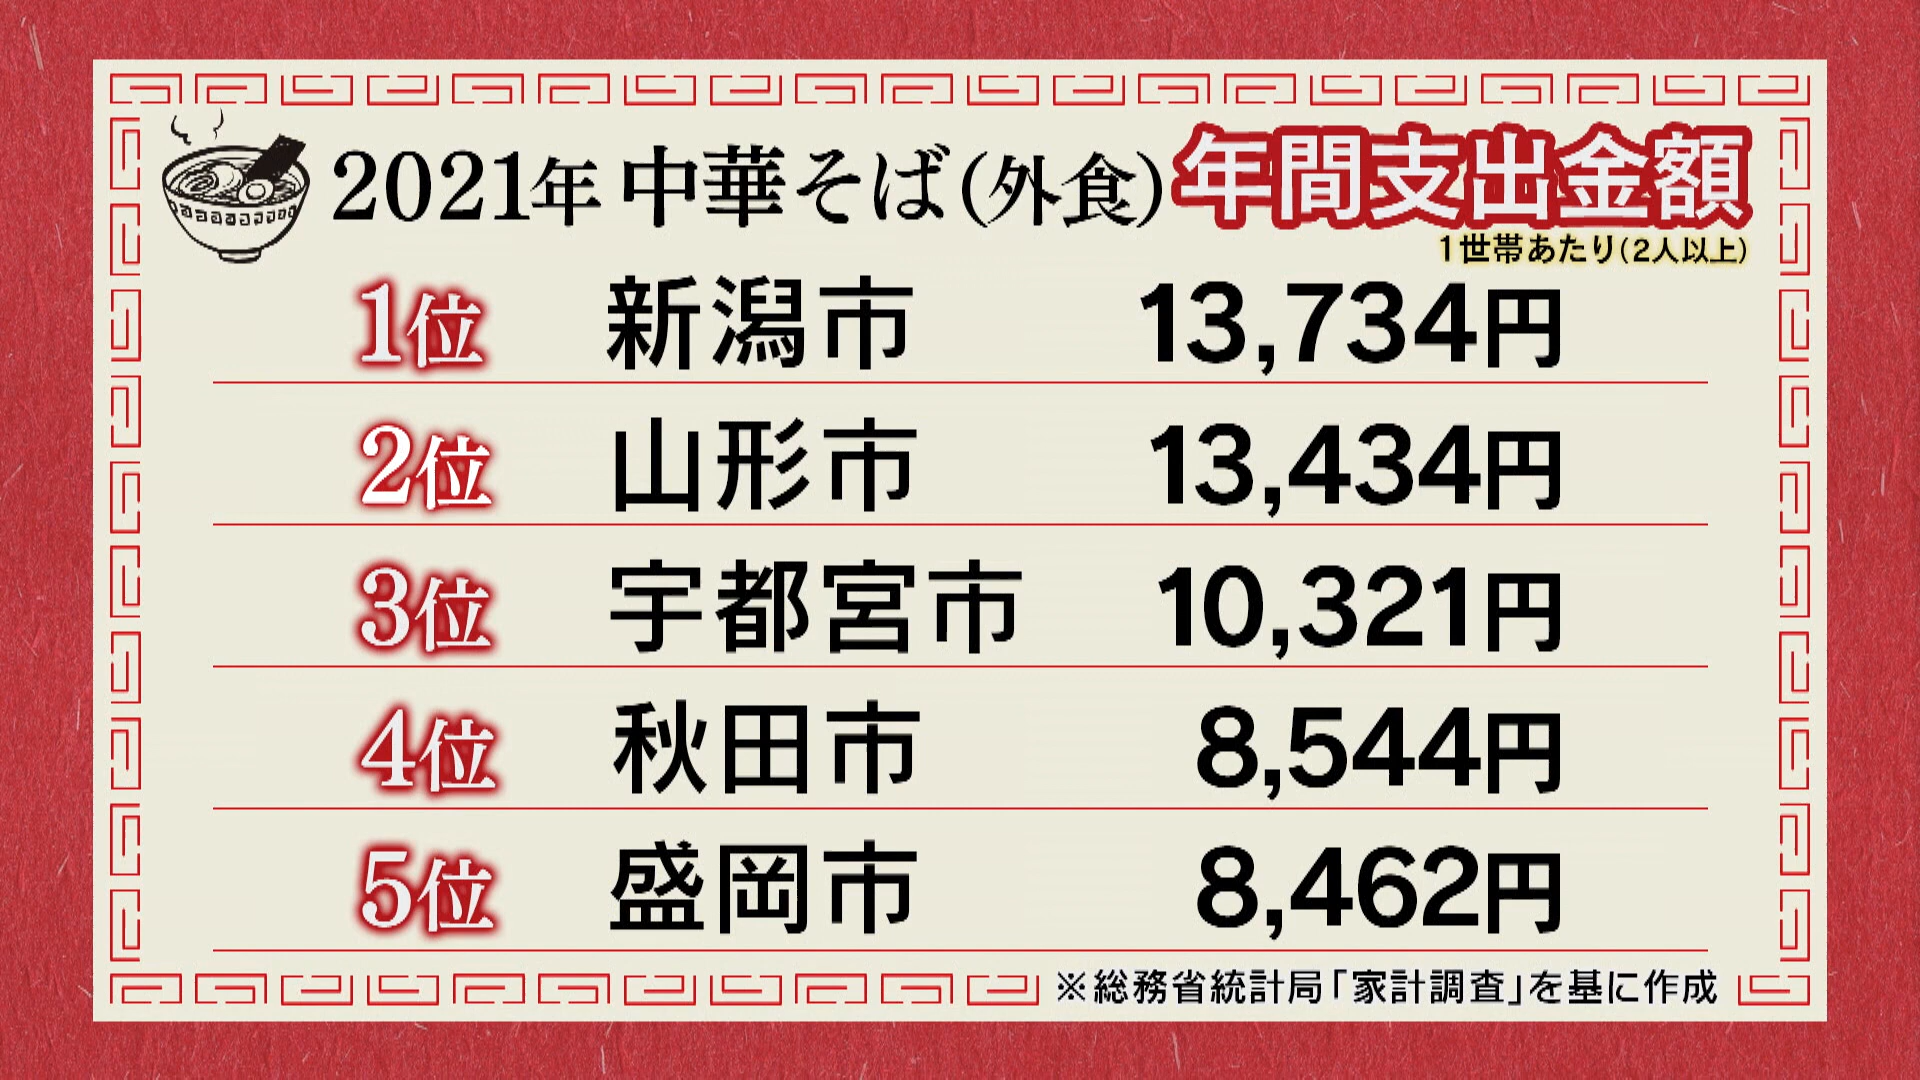 2021年 中華そば(外食) 年間支出金額
1世帯あたり(2人以上)
1位 新潟市 13,734円
2位 山形市 13,434円
3位 宇都宮市 10,321円
4位 秋田市 8,544円
5位 盛岡市 8,462円
※総務省統計局「家計調査」を基に作成